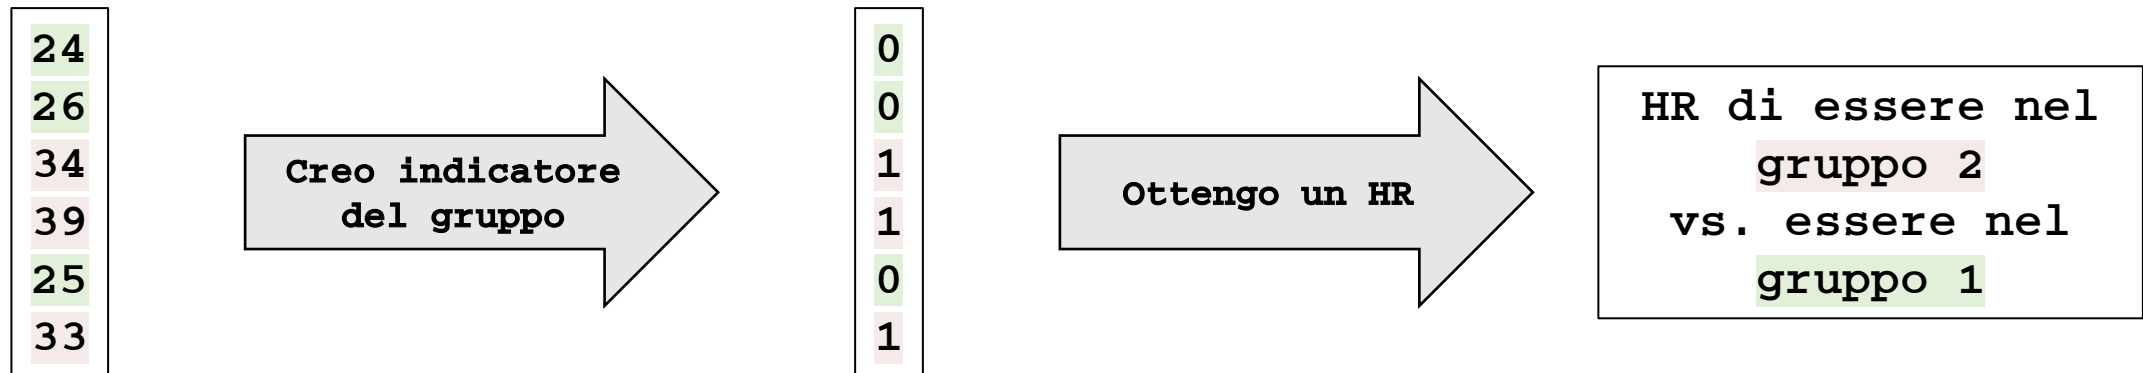 24
26
34
39
25
33
Creo indicatore
del gruppo
0
0
1
1
0
1
Ottengo un HR
HR di essere nel
gruppo 2
vs. essere nel
gruppo 1